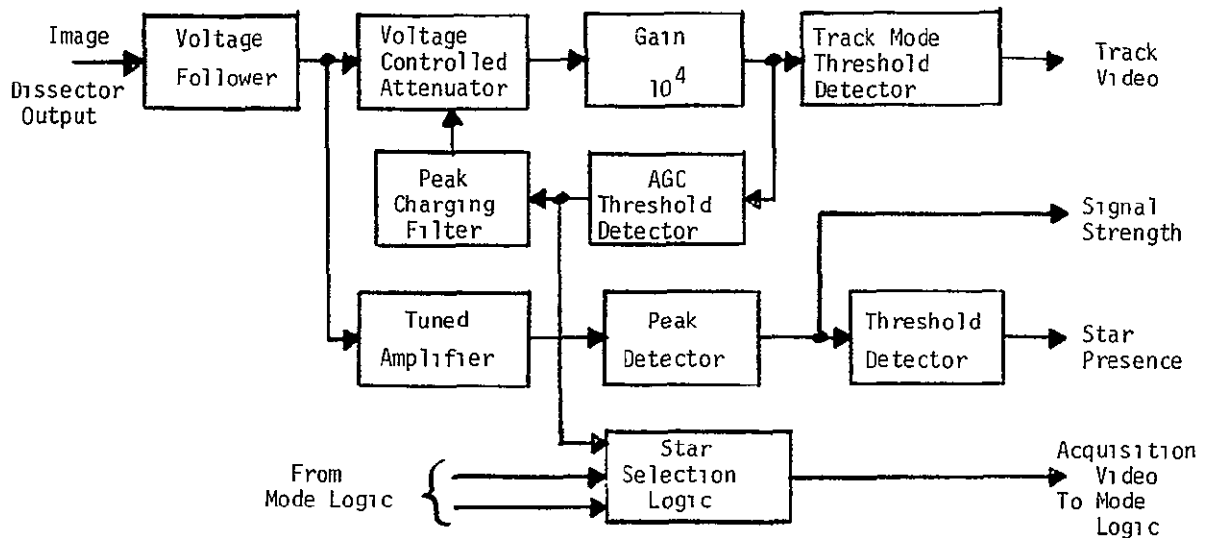 Image
Dissector
Output
Voltage
Follower
Voltage
Controlled
Attenuator
Gain
10^4
Track Mode
Threshold
Detector
Track
Video
Peak
Charging
Filter
AGC
Threshold
Detector
Signal
Strength
Tuned
Amplifier
Peak
Detector
Threshold
Detector
Star
Presence
From
Mode Logic
Star
Selection
Logic
Acquisition
Video
To Mode
Logic